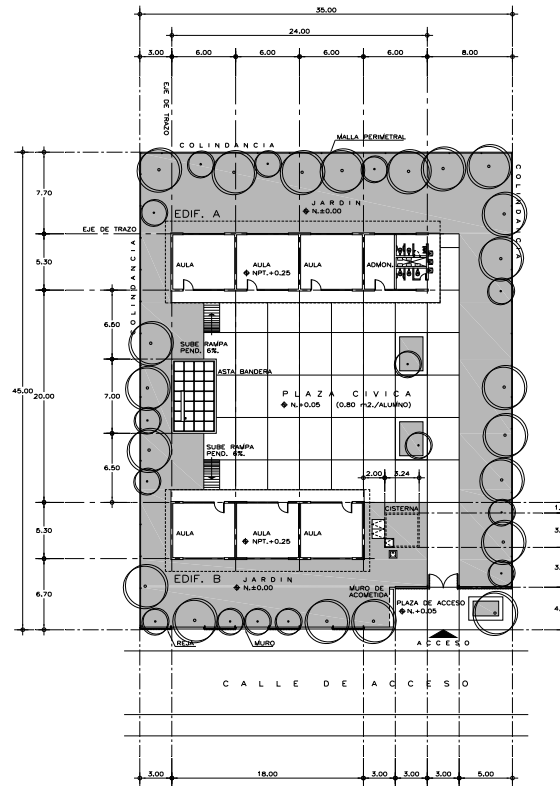 35.00
24.00
3.00 6.00 6.00 6.00 6.00 8.00
EJE DE TRAZO
MALLA PERIMETRAL
COLINDANCIA
COLINDANCIA
COLINDANCIA
7.70
JARDIN
N.±0.00
EDIF. A
EJE DE TRAZO
5.30
AULA
AULA
NPT.+0.25
AULA
ADMON.
SUBE RAMPA
PEND. 6%.
ASTA BANDERA
45.00
20.00
7.00
PLAZA CIVICA
N.+0.05 (0.80 m2./ALUMNO)
SUBE RAMPA
PEND. 6%.
6.50
2.00 3.24
CISTERNA
5.30
AULA
AULA
NPT.+0.25
AULA
EDIF. B
JARDIN
N.±0.00
MURO DE
ACOMETIDA
PLAZA DE ACCESO
N.+0.05
6.70
REJA
MURO
ACCESO
CALLE DE ACCESO
3.00 18.00 3.00 3.00 3.00 5.00